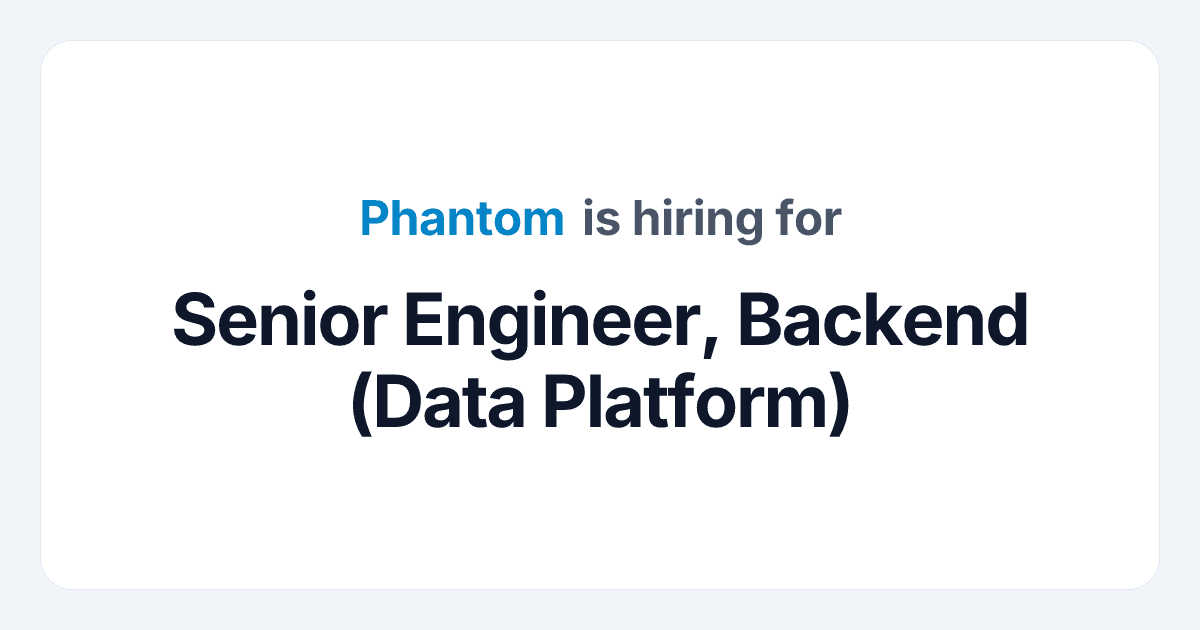 Phantom is hiring for
Senior Engineer, Backend
(Data Platform)